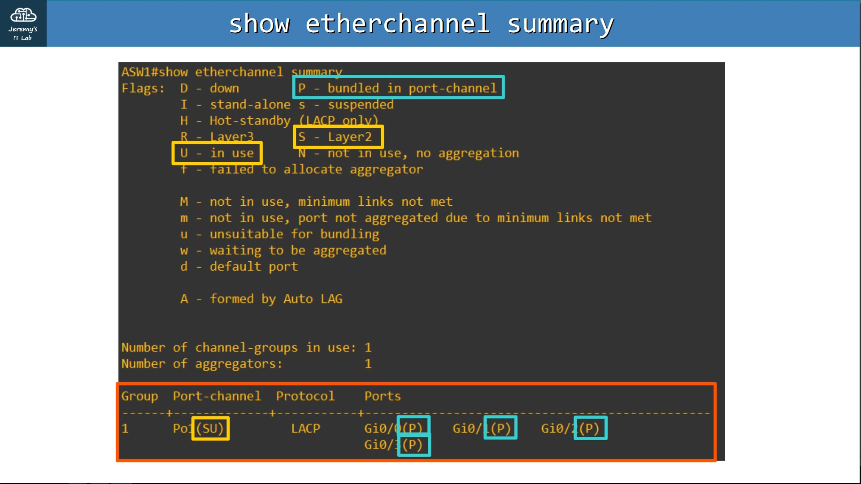 Jeremy's
IT Lab
show etherchannel summary
ASW1#show etherchannel summary
Flags:  D - down        P - bundled in port-channel
        I - stand-alone s - suspended
        H - Hot-standby (LACP only)
        R - Layer3      S - Layer2
        U - in use      N - not in use, no aggregation
        f - failed to allocate aggregator
        M - not in use, minimum links not met
        m - not in use, port not aggregated due to minimum links not met
        u - unsuitable for bundling
        w - waiting to be aggregated
        d - default port
        A - formed by Auto LAG
Number of channel-groups in use: 1
Number of aggregators:           1
Group  Port-channel  Protocol    Ports
------+-------------+-----------+-----------------------------------------------
1      Po1(SU)         LACP      Gi0/0(P)    Gi0/1(P)    Gi0/2(P)
                                 Gi0/3(P)